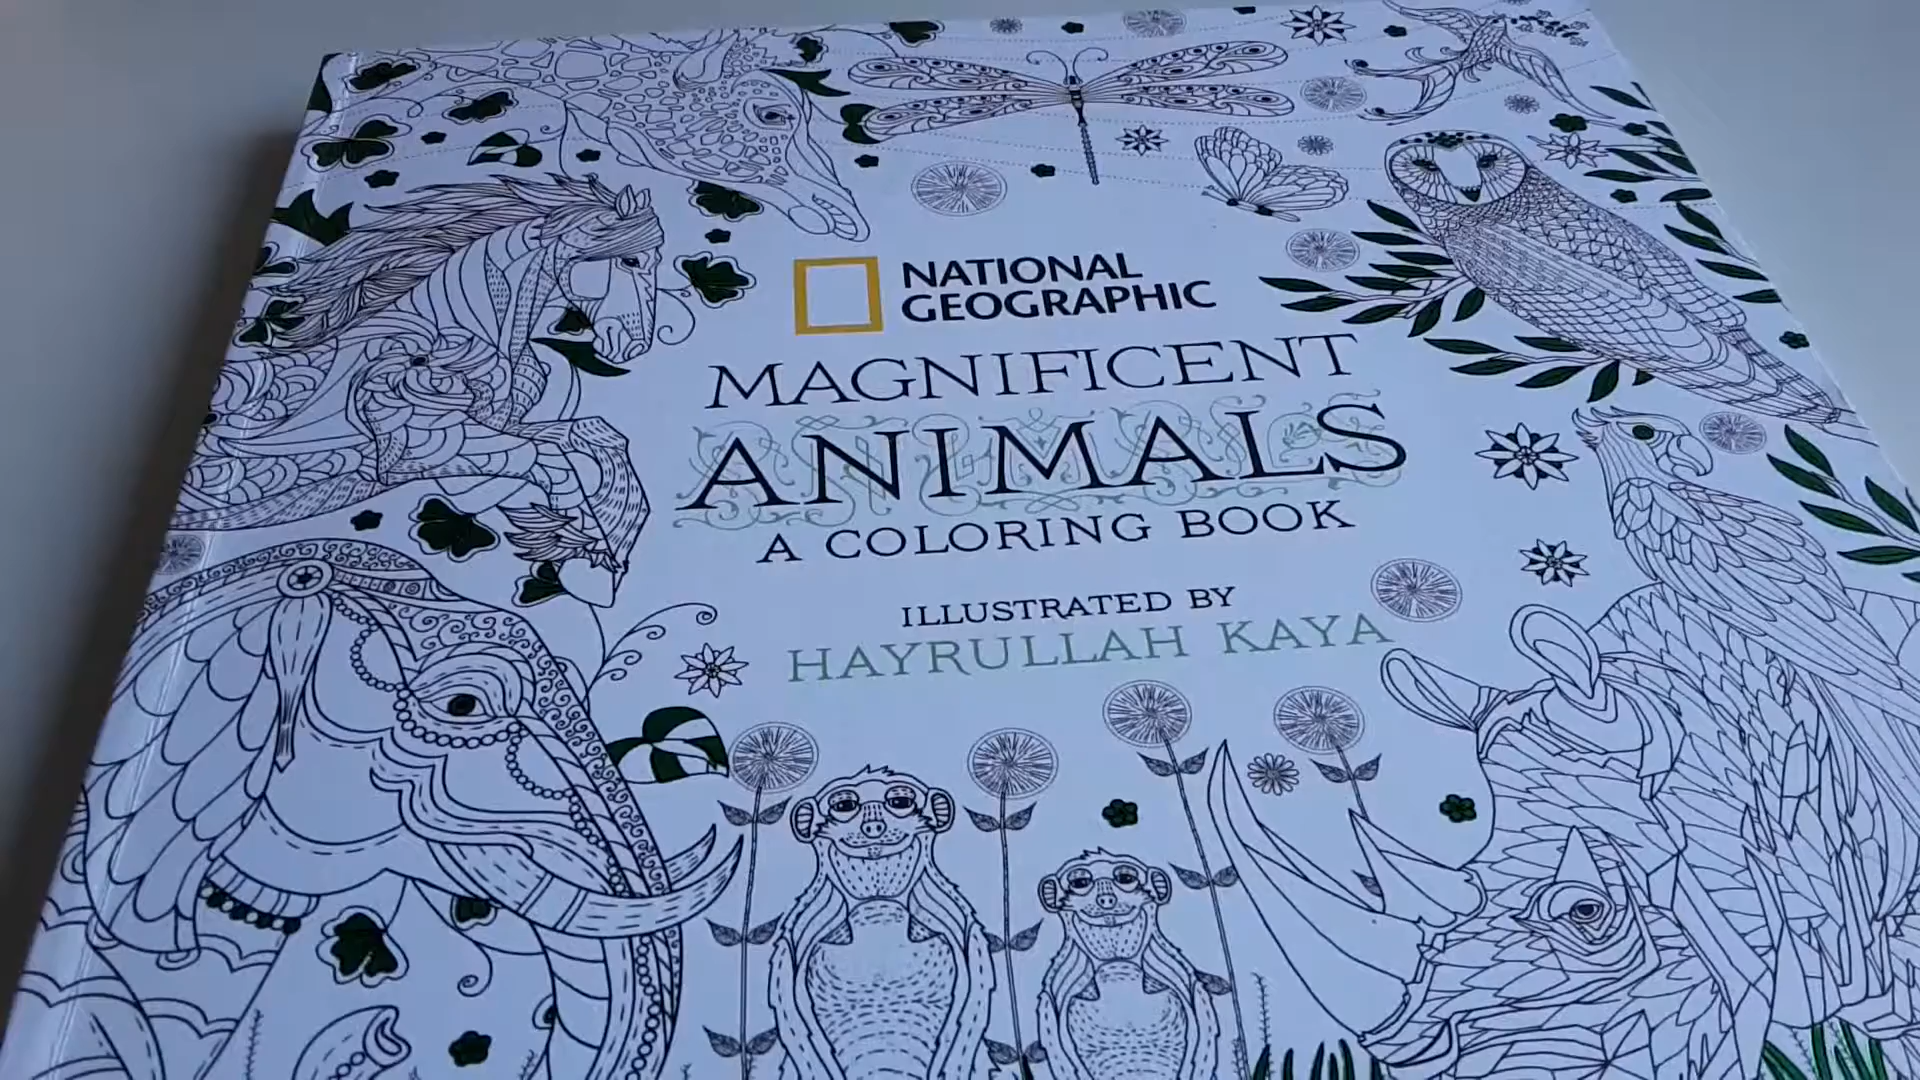 NATIONAL
GEOGRAPHIC
MAGNIFICENT
ANIMALS
A COLORING BOOK
ILLUSTRATED BY
HAYRULLAH KAYA